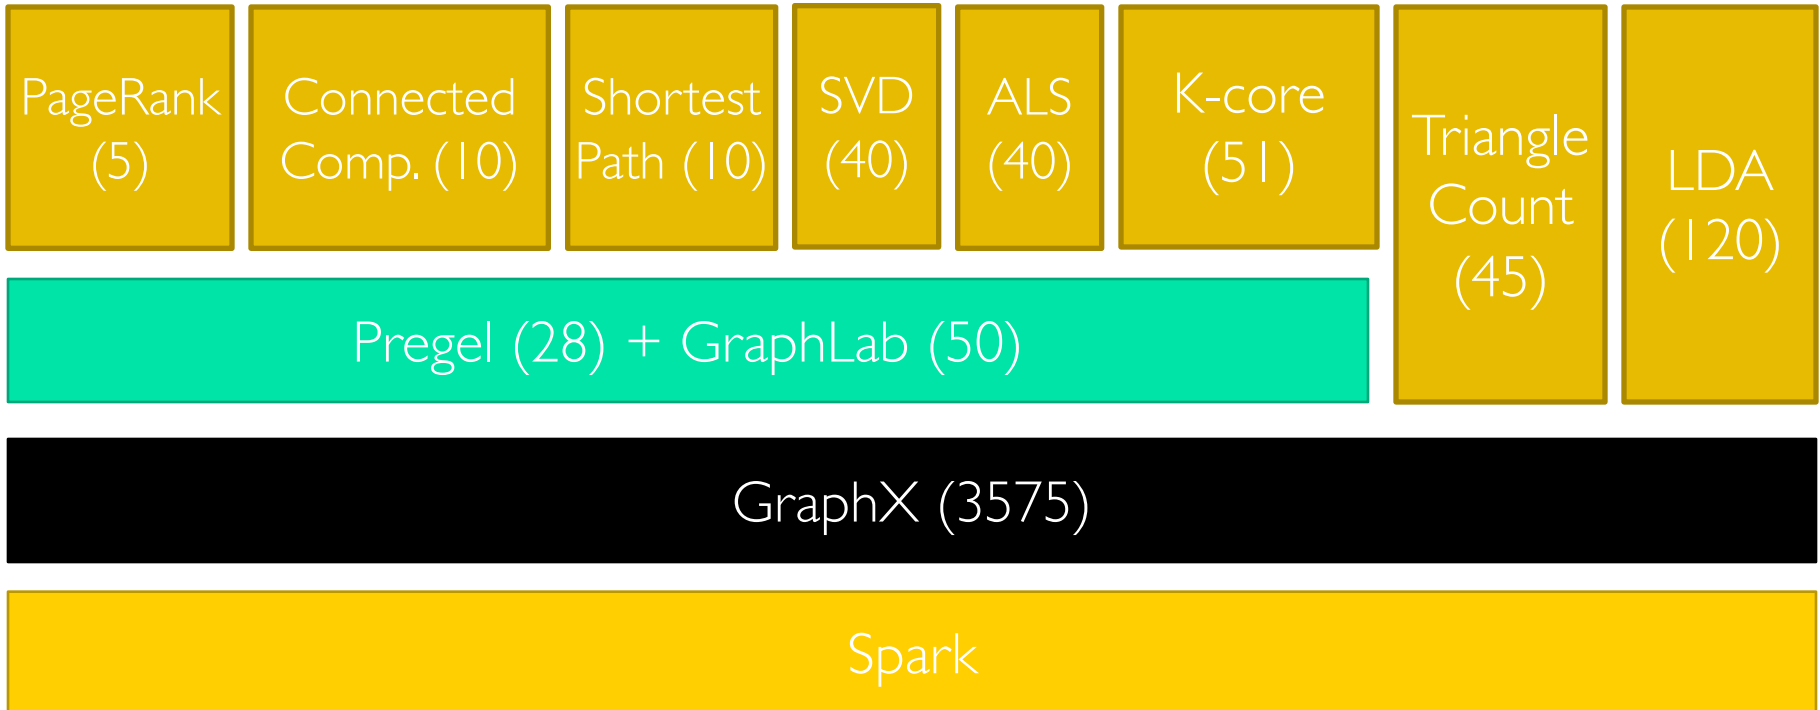 PageRank
(5)
Connected
Comp. (10)
Shortest
Path (10)
SVD
(40)
ALS
(40)
K-core
(51)
Triangle
Count
(45)
LDA
(120)
Pregel (28) + GraphLab (50)
GraphX (3575)
Spark